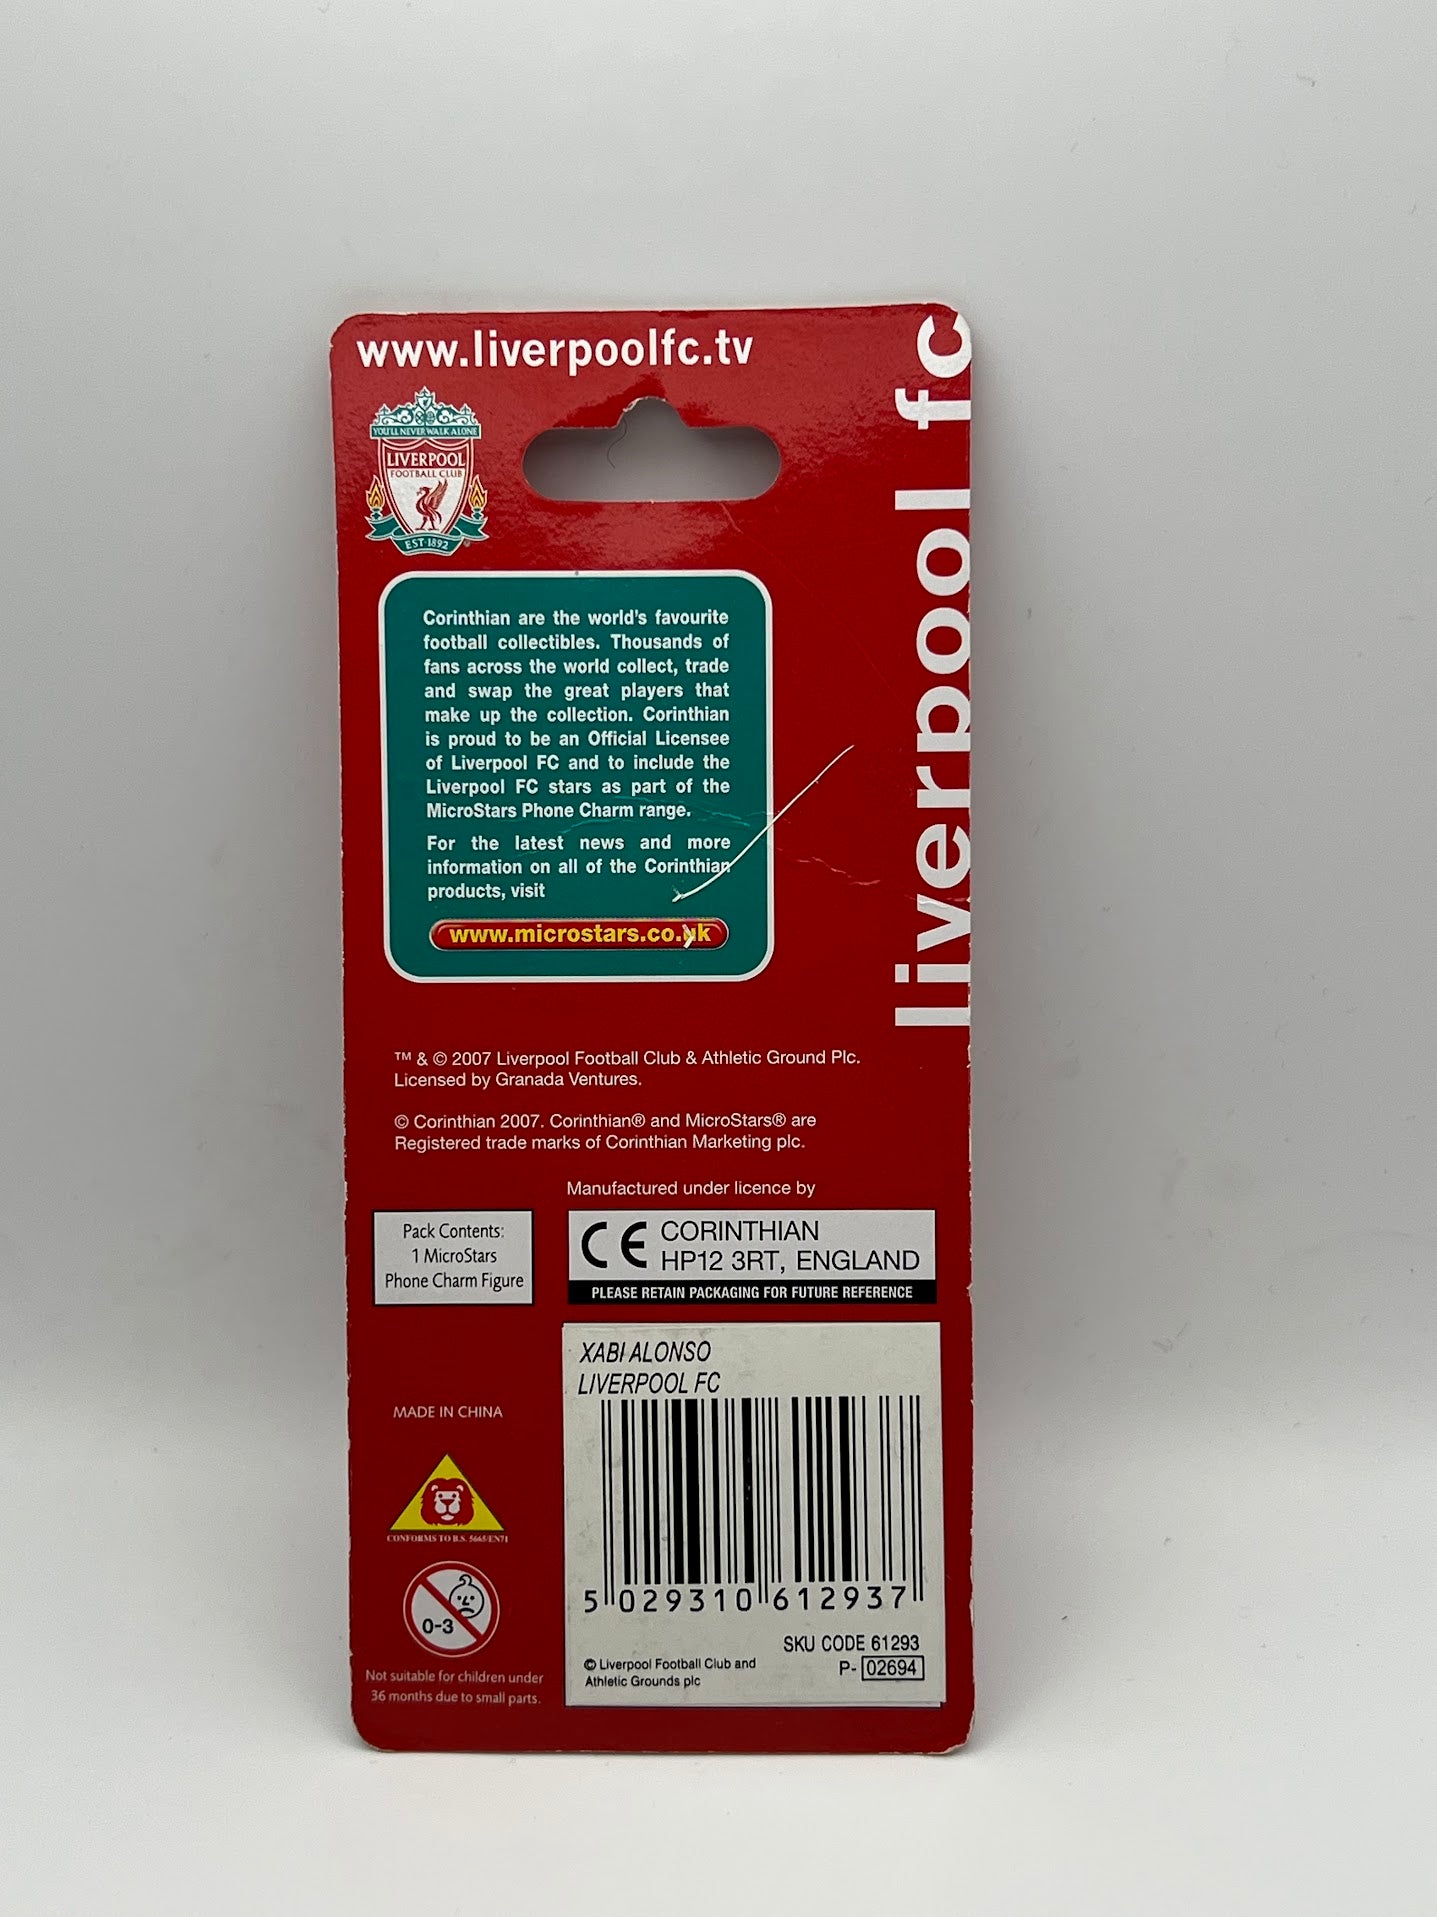 www.liverpoolfc.tv
liverpool fc
YOU'LL NEVER WALK ALONE
LIVERPOOL
FOOTBALL CLUB
EST·1892
Corinthian are the world's favourite
football collectibles. Thousands of
fans across the world collect, trade
and swap the great players that
make up the collection. Corinthian
is proud to be an Official Licensee
of Liverpool FC and to include the
Liverpool FC stars as part of the
MicroStars Phone Charm range.
For the latest news and more
information on all of the Corinthian
products, visit
www.microstars.co.uk
™ & © 2007 Liverpool Football Club & Athletic Ground Plc.
Licensed by Granada Ventures.
© Corinthian 2007. Corinthian® and MicroStars® are
Registered trade marks of Corinthian Marketing plc.
Manufactured under licence by
Pack Contents:
1 MicroStars
Phone Charm Figure
CE CORINTHIAN
HP12 3RT, ENGLAND
PLEASE RETAIN PACKAGING FOR FUTURE REFERENCE
XABI ALONSO
LIVERPOOL FC
MADE IN CHINA
CONFORMS TO B.S. 5665/EN71
0-3
Not suitable for children under
36 months due to small parts.
5 029310 612937
SKU CODE 61293
P- 02694
© Liverpool Football Club and
Athletic Grounds plc